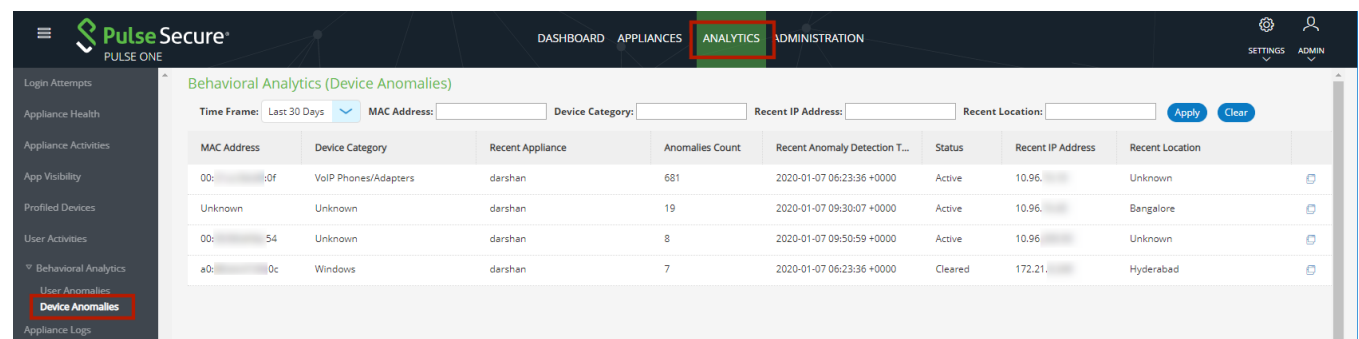 Pulse Secure®
PULSE ONE
DASHBOARD APPLIANCES ANALYTICS ADMINISTRATION
SETTINGS ADMIN
Login Attempts
Appliance Health
Appliance Activities
App Visibility
Profiled Devices
User Activities
Behavioral Analytics
User Anomalies
Device Anomalies
Appliance Logs
Behavioral Analytics (Device Anomalies)
Time Frame: Last 30 Days MAC Address: Device Category: Recent IP Address: Recent Location: Apply Clear
MAC Address Device Category Recent Appliance Anomalies Count Recent Anomaly Detection T... Status Recent IP Address Recent Location
00: :0f VoIP Phones/Adapters darshan 681 2020-01-07 06:23:36 +0000 Active 10.96. Unknown
Unknown Unknown darshan 19 2020-01-07 09:30:07 +0000 Active 10.96. Bangalore
00: 54 Unknown darshan 8 2020-01-07 09:50:59 +0000 Active 10.96 Unknown
a0: 0c Windows darshan 7 2020-01-07 06:23:36 +0000 Cleared 172.21. Hyderabad